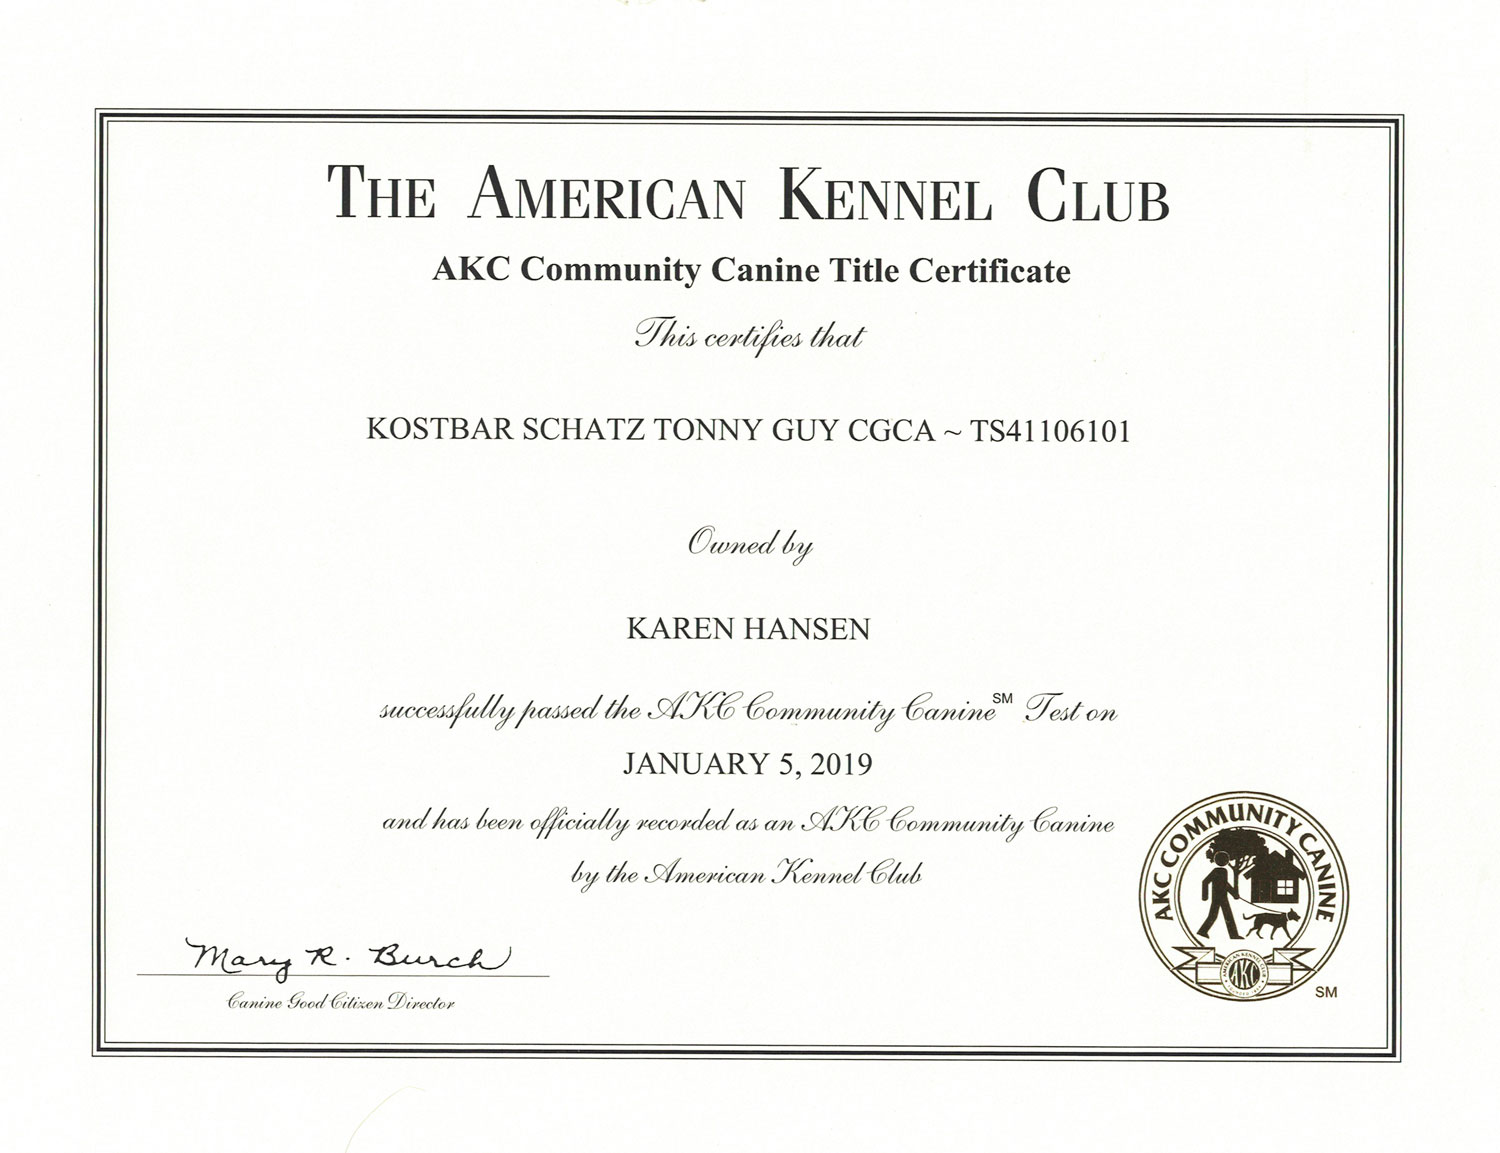 THE AMERICAN KENNEL CLUB
AKC Community Canine Title Certificate
This certifies that
KOSTBAR SCHATZ TONNY GUY CGCA ~ TS41106101
Owned by
KAREN HANSEN
successfully passed the AKC Community Canine℠ Test on
JANUARY 5, 2019
and has been officially recorded as an AKC Community Canine
by the American Kennel Club
Mary R. Burch
Canine Good Citizen Director
AKC COMMUNITY CANINE
AMERICAN KENNEL CLUB
AKC
SM